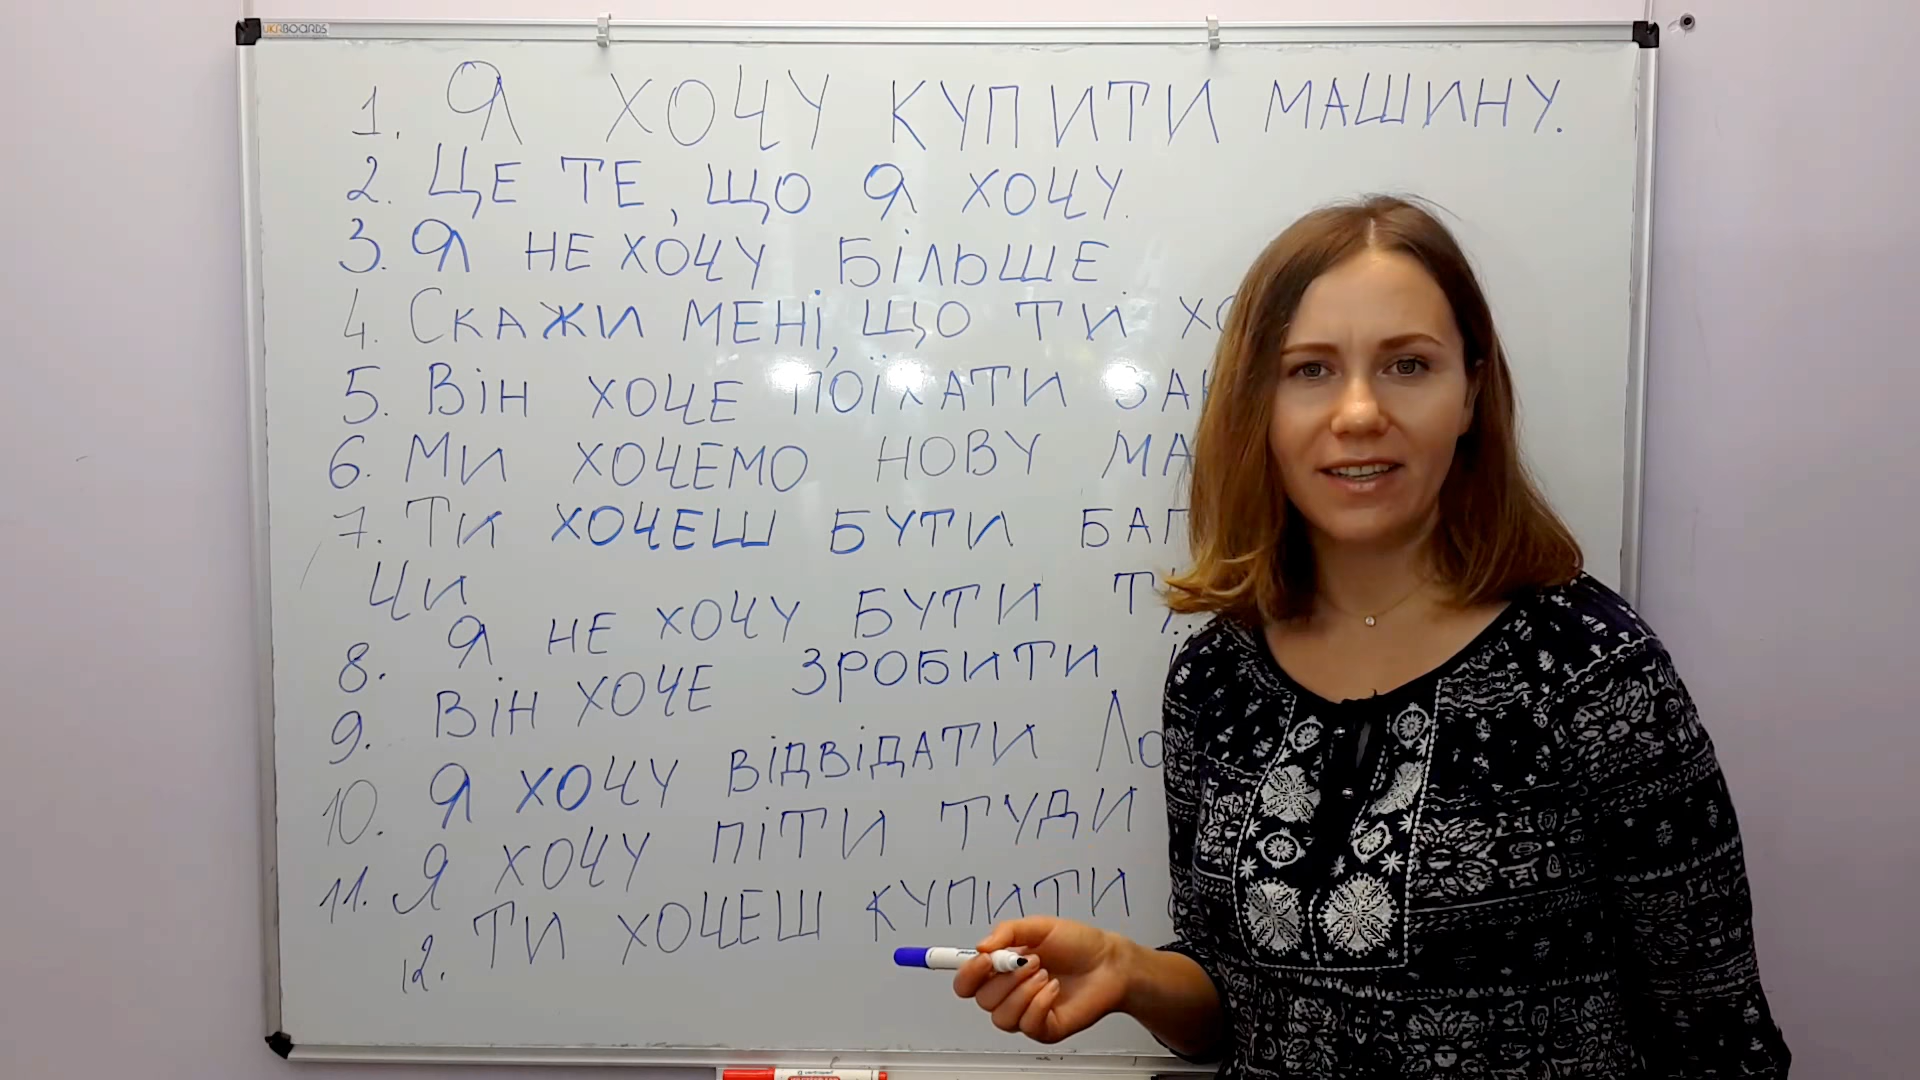 UKRBOARDS
1. Я ХОЧУ КУПИТИ МАШИНУ.
2. ЦЕ ТЕ, ЩО Я ХОЧУ.
3. Я НЕ ХОЧУ БІЛЬШЕ.
4. СКАЖИ МЕНІ, ЩО ТИ
5. ВІН ХОЧЕ ПОЇХАТИ
6. МИ ХОЧЕМО НОВУ
7. ТИ ХОЧЕШ БУТИ
ЧИ
8. Я НЕ ХОЧУ БУТИ
9. ВІН ХОЧЕ ЗРОБИТИ
10. Я ХОЧУ ВІДВІДАТИ
11. Я ХОЧУ ПІТИ ТУДИ
12. ТИ ХОЧЕШ КУПИТИ